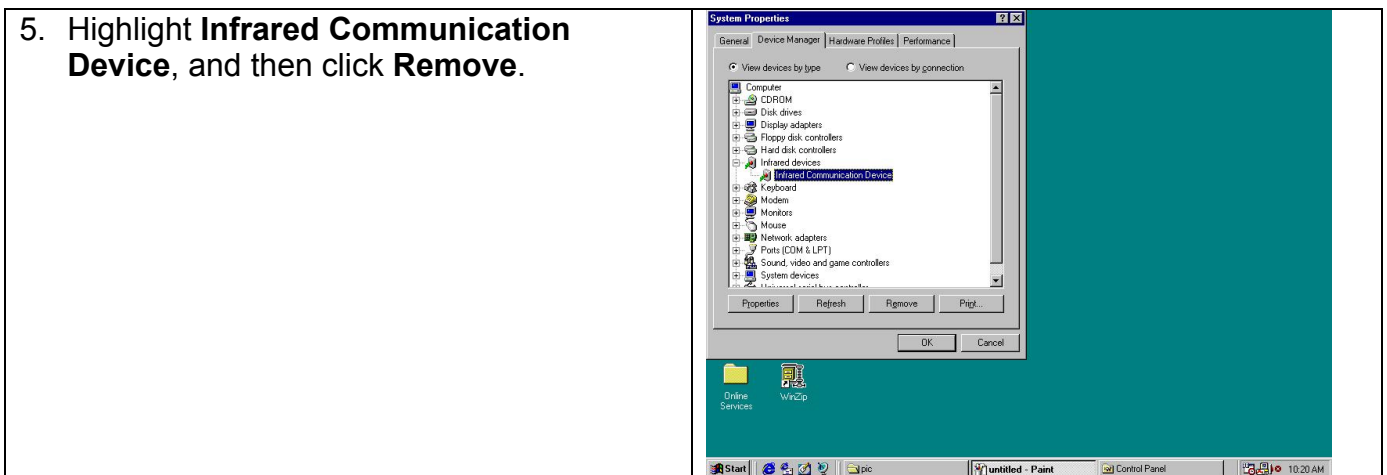 5. Highlight Infrared Communication
Device, and then click Remove.
System Properties
General Device Manager Hardware Profiles Performance
View devices by type View devices by connection
Computer
CDROM
Disk drives
Display adapters
Floppy disk controllers
Hard disk controllers
Infrared devices
Infrared Communication Device
Keyboard
Modem
Monitors
Mouse
Network adapters
Ports (COM & LPT)
Sound, video and game controllers
System devices
Properties Refresh Remove Print...
OK Cancel
Online
Services
WinZip
Start pic untitled - Paint Control Panel 10:20 AM